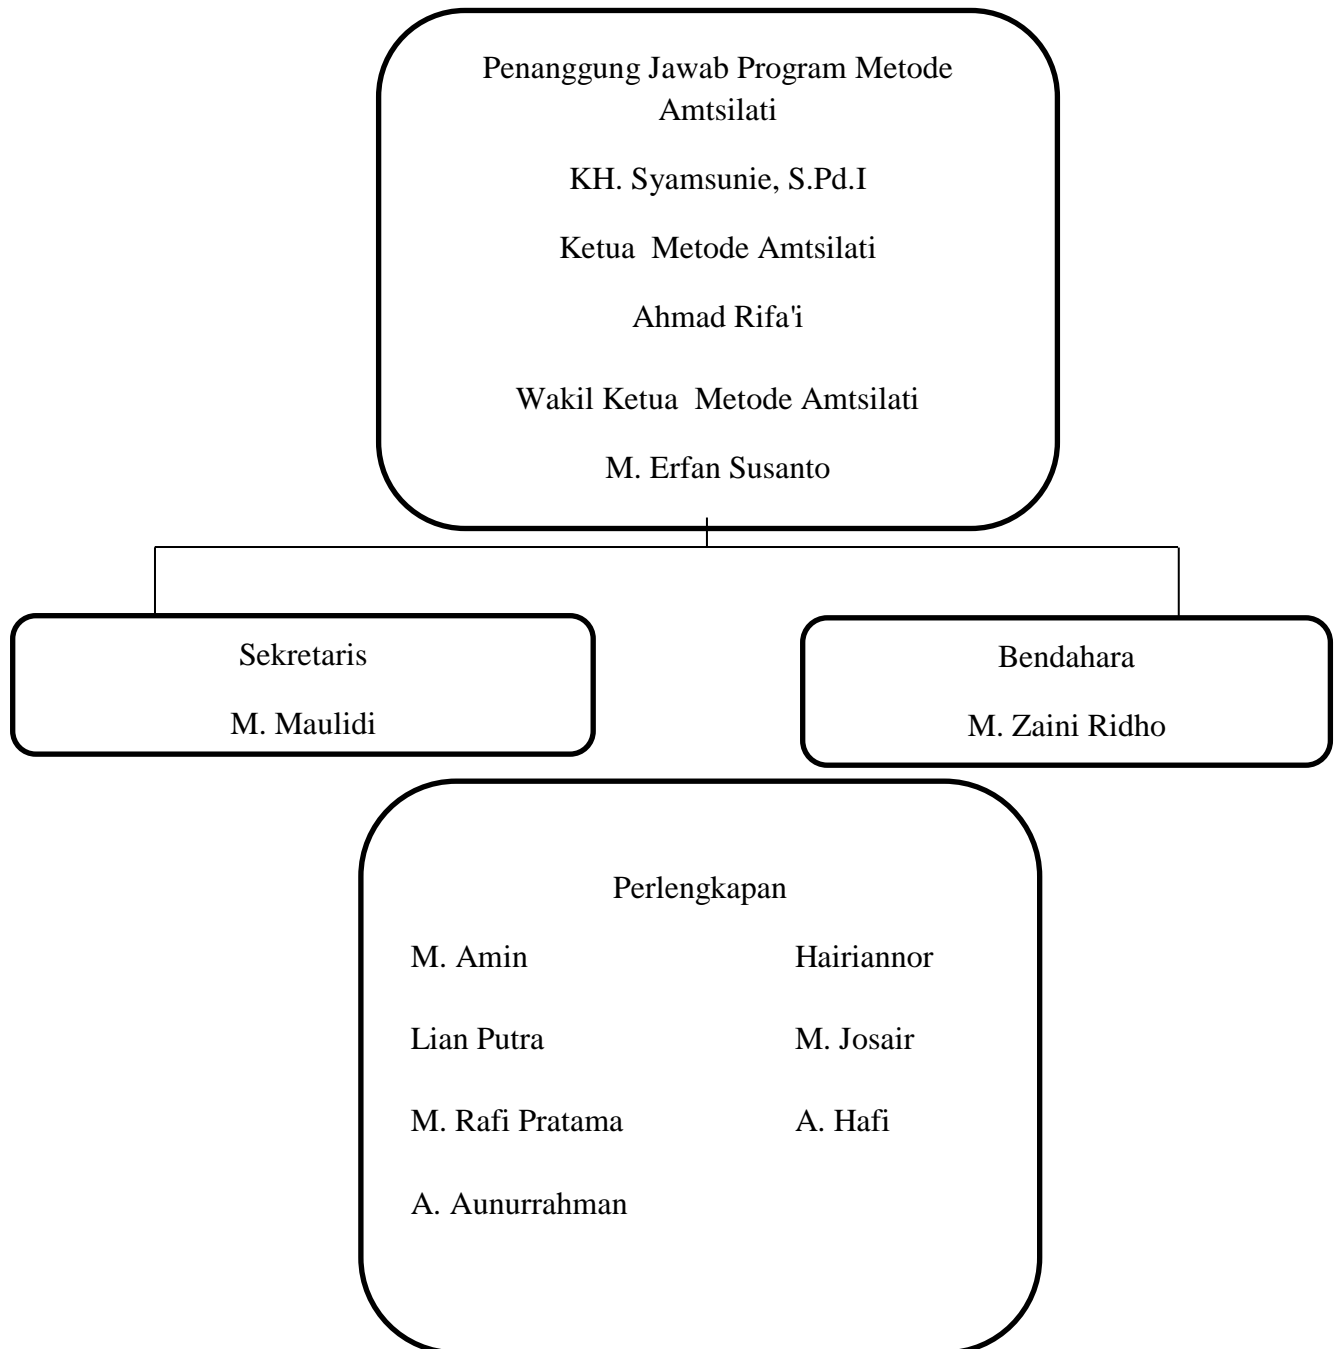 Penanggung Jawab Program Metode
Amtsilati
KH. Syamsunie, S.Pd.I
Ketua  Metode Amtsilati
Ahmad Rifa'i
Wakil Ketua  Metode Amtsilati
M. Erfan Susanto
Sekretaris
M. Maulidi
Bendahara
M. Zaini Ridho
Perlengkapan
M. Amin Hairiannor
Lian Putra M. Josair
M. Rafi Pratama A. Hafi
A. Aunurrahman